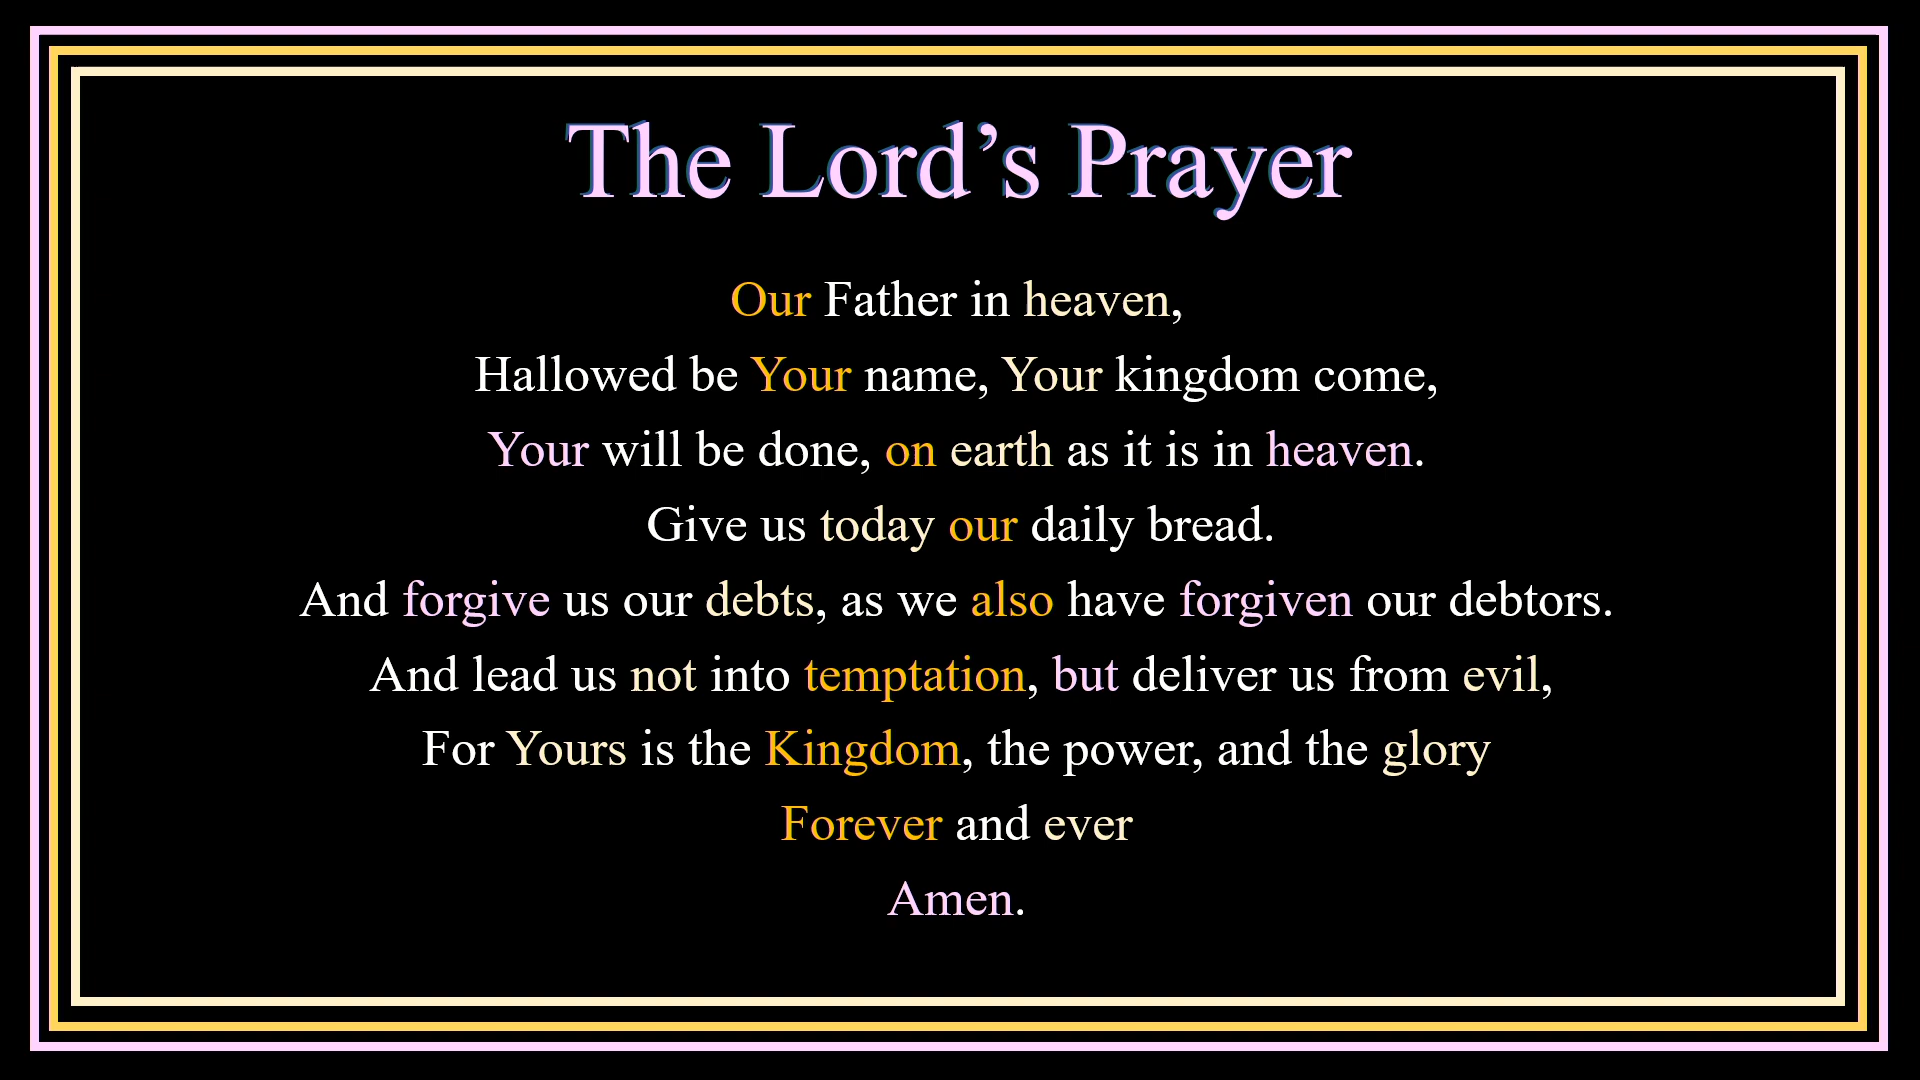 The Lord’s Prayer
Our Father in heaven,
Hallowed be Your name, Your kingdom come,
Your will be done, on earth as it is in heaven.
Give us today our daily bread.
And forgive us our debts, as we also have forgiven our debtors.
And lead us not into temptation, but deliver us from evil,
For Yours is the Kingdom, the power, and the glory
Forever and ever
Amen.